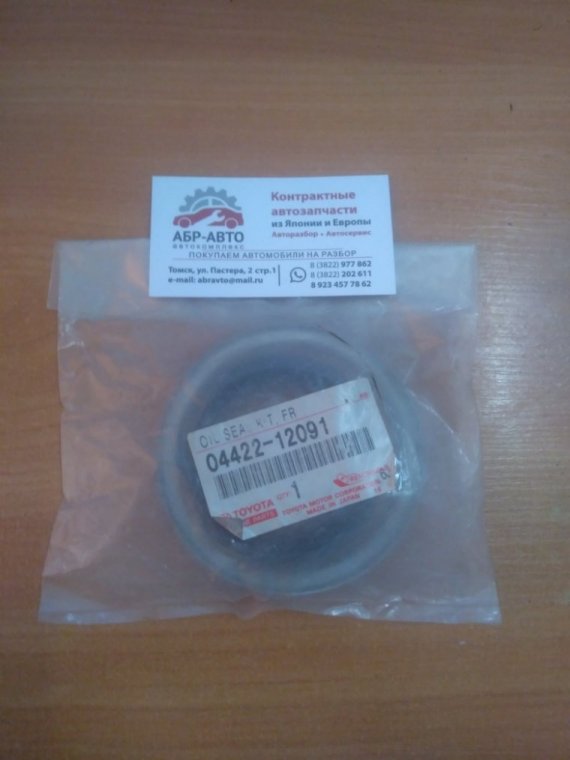 АБР-АВТО
АВТОКОМПЛЕКС
Контрактные
автозапчасти
из Японии и Европы
Авторазбор • Автосервис
ПОКУПАЕМ АВТОМОБИЛИ НА РАЗБОР
Томск, ул. Пастера, 2 стр.1
e-mail: abravto@mail.ru
8 (3822) 977 862
8 (3822) 202 611
8 923 457 78 62
OIL SEA K T, FR
04422-12091
TOYOTA
PARTS
QTY. 1
TOYOTA MOTOR CORPORATION
MADE IN JAPAN